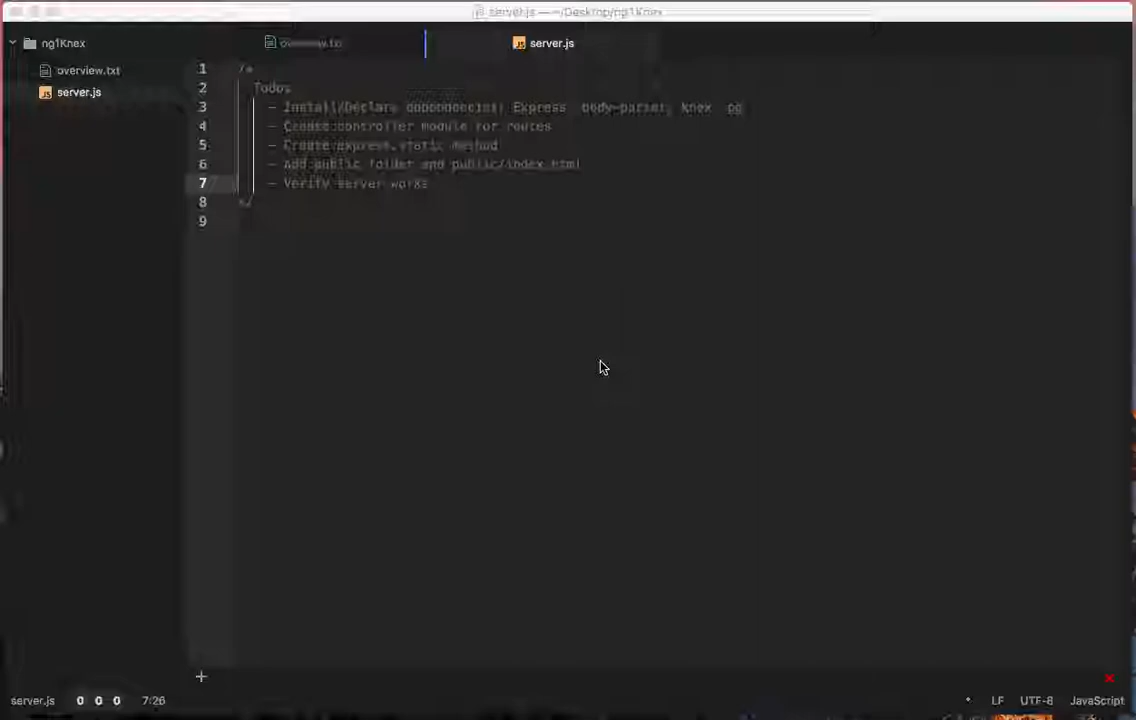 server.js — ~/Desktop/ng1Knex
ng1Knex
overview.txt
server.js
overview.txt
server.js
1 /*
2 Todos
3 - Install/Declare dependencies: Express body-parser, knex pg
4 - Create controller module for routes
5 - Create express.static method
6 - Add public folder and public/index.html
7 - Verify server works
8 */
9
+
server.js 0 0 0 7/26
LF UTF-8 JavaScript